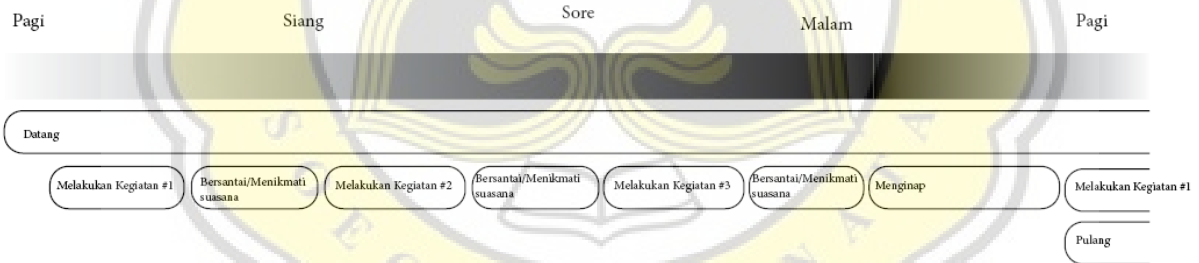 Pagi
Siang
Sore
Malam
Pagi
Datang
Melakukan Kegiatan #1
Bersantai/Menikmati
suasana
Melakukan Kegiatan #2
Bersantai/Menikmati
suasana
Melakukan Kegiatan #3
Bersantai/Menikmati
suasana
Menginap
Melakukan Kegiatan #1
Pulang